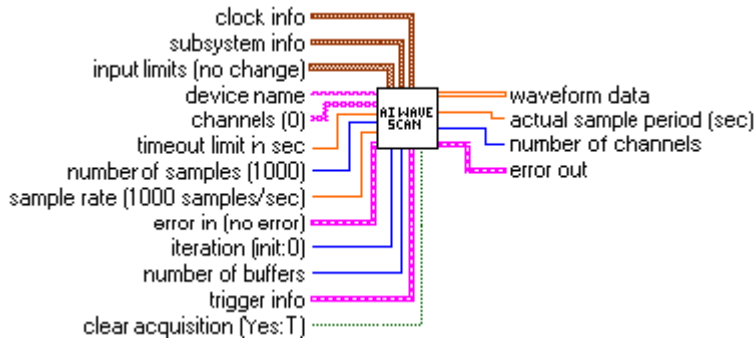 clock info
subsystem info
input limits (no change)
device name
channels (0)
timeout limit in sec
number of samples (1000)
sample rate (1000 samples/sec)
error in (no error)
iteration (init:0)
number of buffers
trigger info
clear acquisition (Yes:T)
AI WAVE
SCAN
waveform data
actual sample period (sec)
number of channels
error out